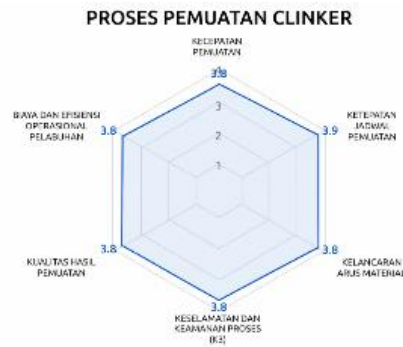 PROSES PEMUATAN CLINKER
KECEPATAN
PEMUATAN
4
3.8
3
2
1
BIAYA DAN EFISIENSI
OPERASIONAL
PELABUHAN
3.8
3.9
KETEPATAN
JADWAL
PEMUATAN
KUALITAS HASIL
PEMUATAN
3.8
3.8
KELANCARAN
ARUS MATERIAL
3.8
KESELAMATAN DAN
KEAMANAN PROSES
(K3)